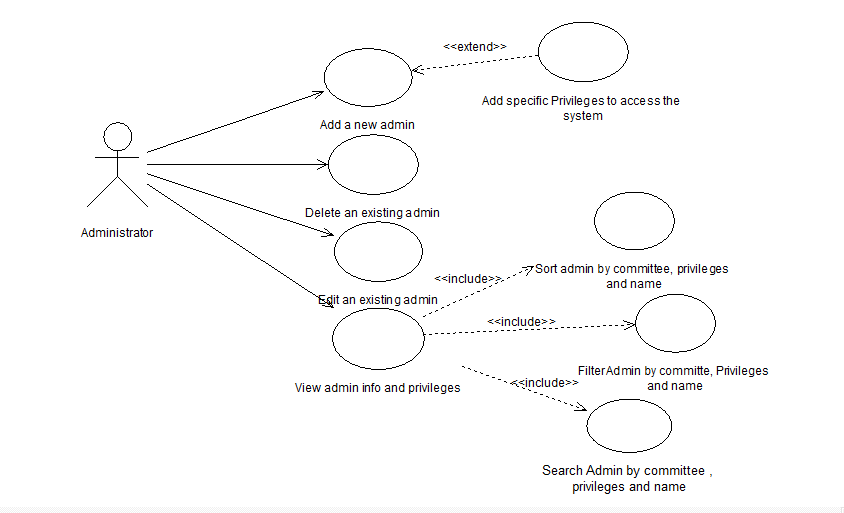 <<extend>>
Add specific Privileges to access the
system
Add a new admin
Delete an existing admin
Administrator
Edit an existing admin
<<include>>
Sort admin by committee, privileges
and name
<<include>>
FilterAdmin by committe, Privileges
and name
View admin info and privileges
<<include>>
Search Admin by committee ,
privileges and name